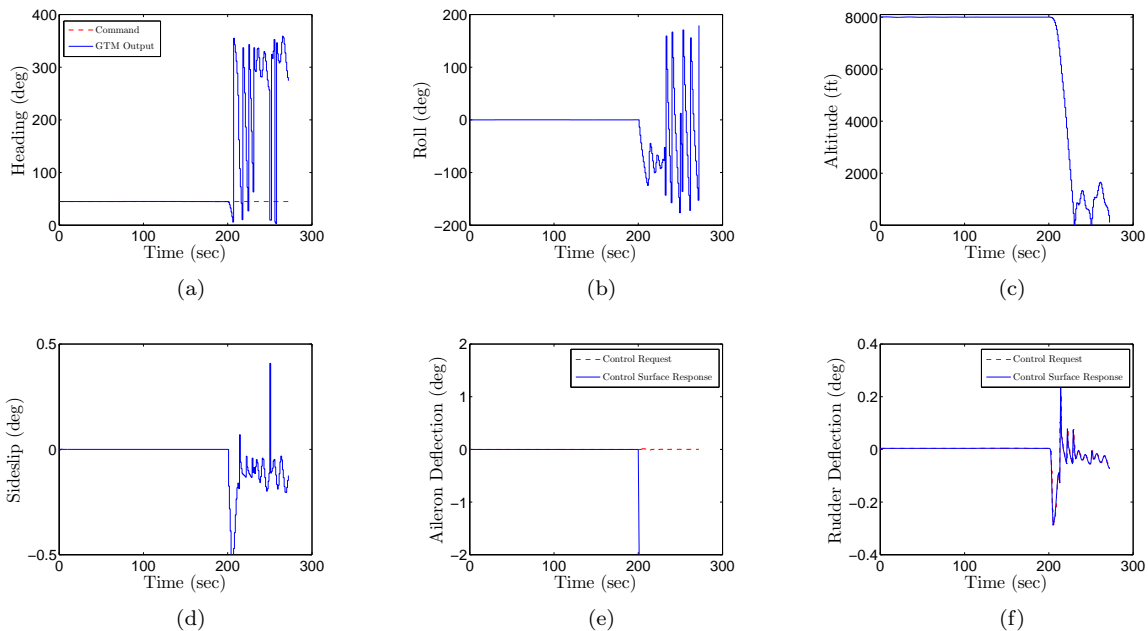 400
300
200
100
0
0
100
200
300
Heading (deg)
Time (sec)
Command
GTM Output
(a)
200
100
0
−100
−200
0
100
200
300
Roll (deg)
Time (sec)
(b)
8000
6000
4000
2000
0
0
100
200
300
Altitude (ft)
Time (sec)
(c)
0.5
0
−0.5
0
100
200
300
Sideslip (deg)
Time (sec)
(d)
2
1
0
−1
−2
0
100
200
300
Aileron Deflection (deg)
Time (sec)
Control Request
Control Surface Response
(e)
0.4
0.2
0
−0.2
−0.4
0
100
200
300
Rudder Deflection (deg)
Time (sec)
Control Request
Control Surface Response
(f)